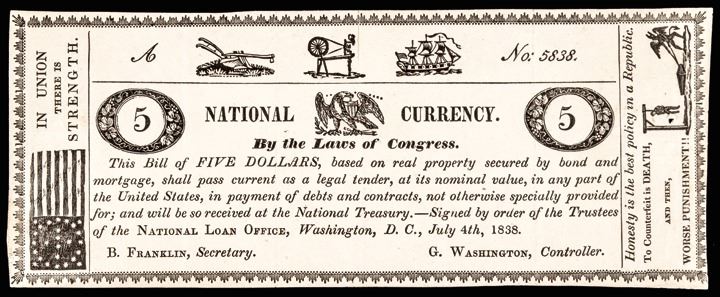 IN UNION
THERE IS
STRENGTH.
A
No: 5838.
5
NATIONAL CURRENCY.
5
By the Laws of Congress.
This Bill of FIVE DOLLARS, based on real property secured by bond and
mortgage, shall pass current as a legal tender, at its nominal value, in any part of
the United States, in payment of debts and contracts, not otherwise specially provided
for; and will be so received at the National Treasury.—Signed by order of the Trustees
of the NATIONAL LOAN OFFICE, Washington, D. C., July 4th, 1838.
B. FRANKLIN, Secretary.
G. WASHINGTON, Controller.
Honesty is the best policy in a Republic.
To Counterfeit is DEATH,
AND THEN,
WORSE PUNISHMENT!!